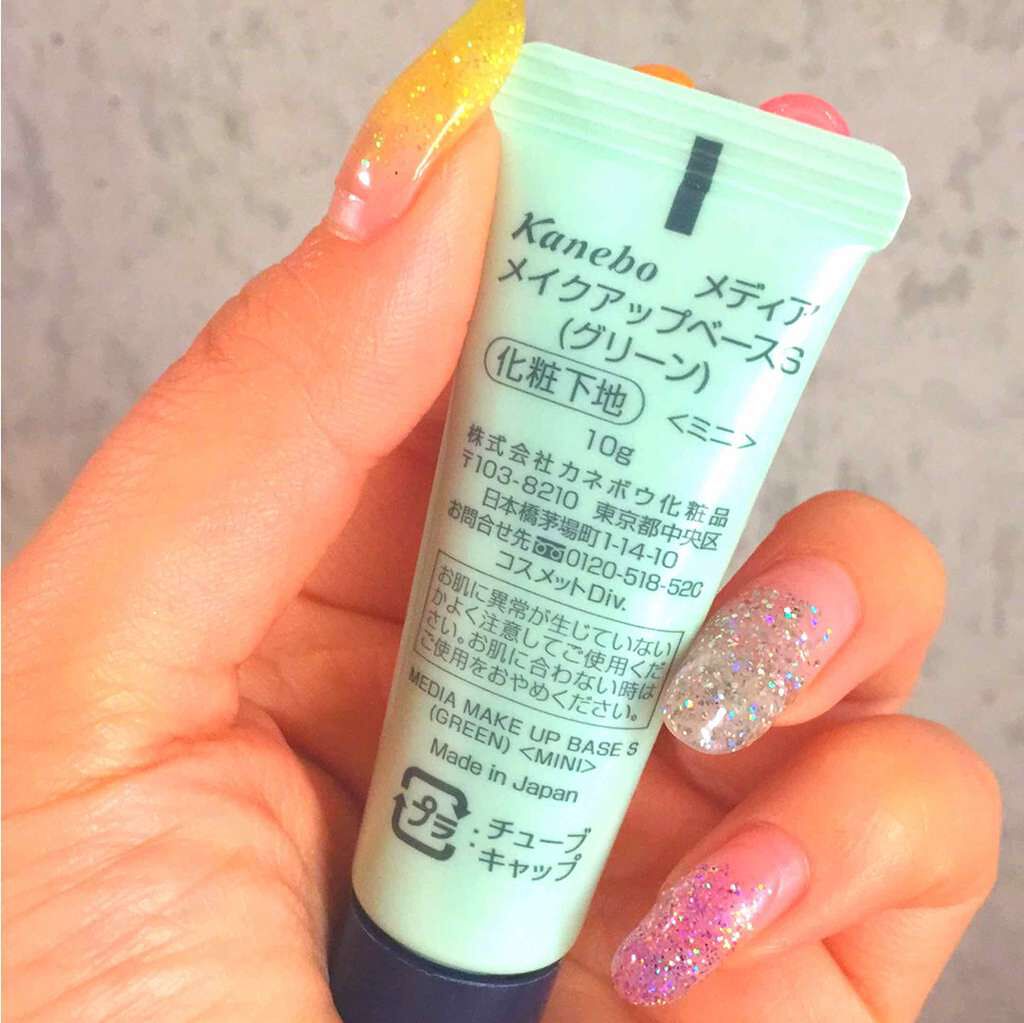 Kanebo メディア
メイクアップベースS
(グリーン)
化粧下地 <ミニ>
10g
株式会社カネボウ化粧品
〒103-8210 東京都中央区
日本橋茅場町1-14-10
お問合せ先 0120-518-520
コスメットDiv.
お肌に異常が生じていない
かよく注意してご使用くだ
さい。お肌に合わない時は
ご使用をおやめください。
MEDIA MAKE UP BASE S
(GREEN) <MINI>
Made in Japan
プラ :チューブ
:キャップ